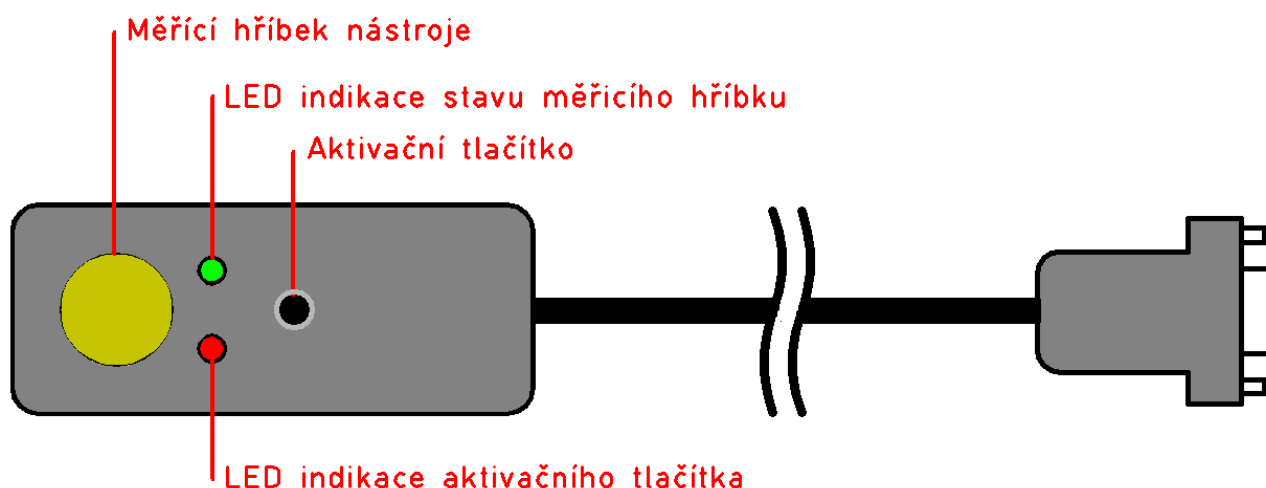 Měřící hříbek nástroje
LED indikace stavu měřicího hříbku
Aktivační tlačítko
LED indikace aktivačního tlačítka